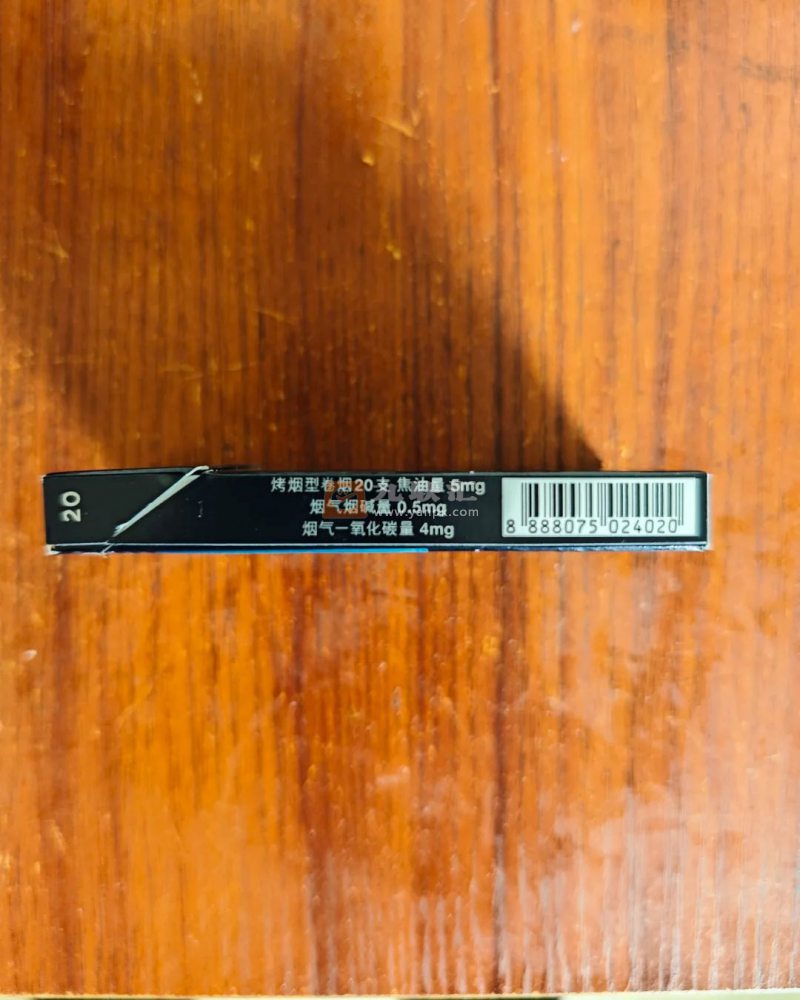 20
烤烟型卷烟20支 焦油量 5mg
烟气烟碱量 0.5mg
烟气一氧化碳量 4mg
8 888075 024020